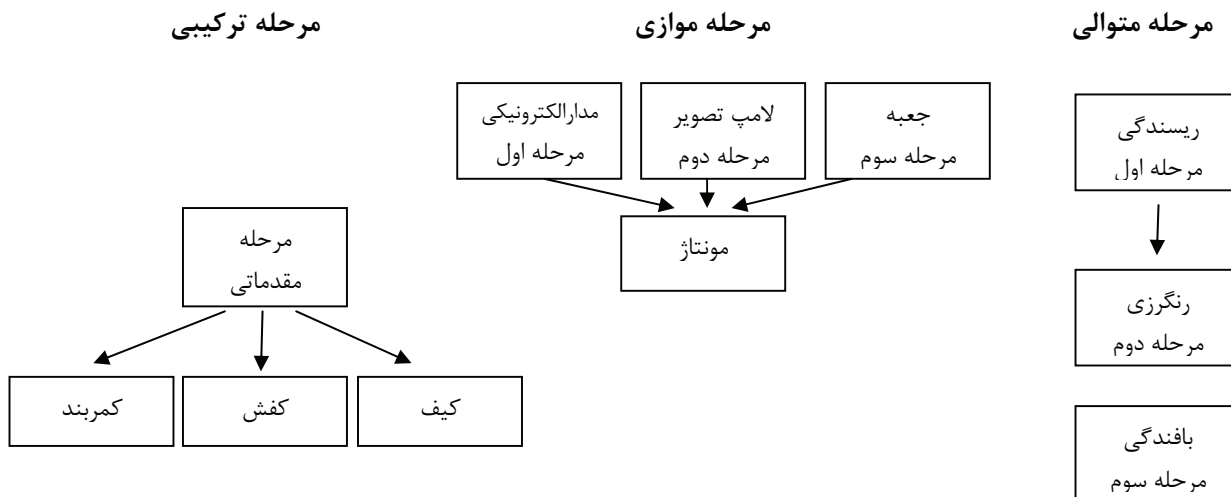 مرحله متوالی
مرحله موازی
مرحله ترکیبی
ریسندگی
مرحله اول
رنگرزی
مرحله دوم
بافندگی
مرحله سوم
جعبه
مرحله سوم
لامپ تصویر
مرحله دوم
مدارالکترونیکی
مرحله اول
مونتاژ
مرحله
مقدماتی
کیف
کفش
کمربند